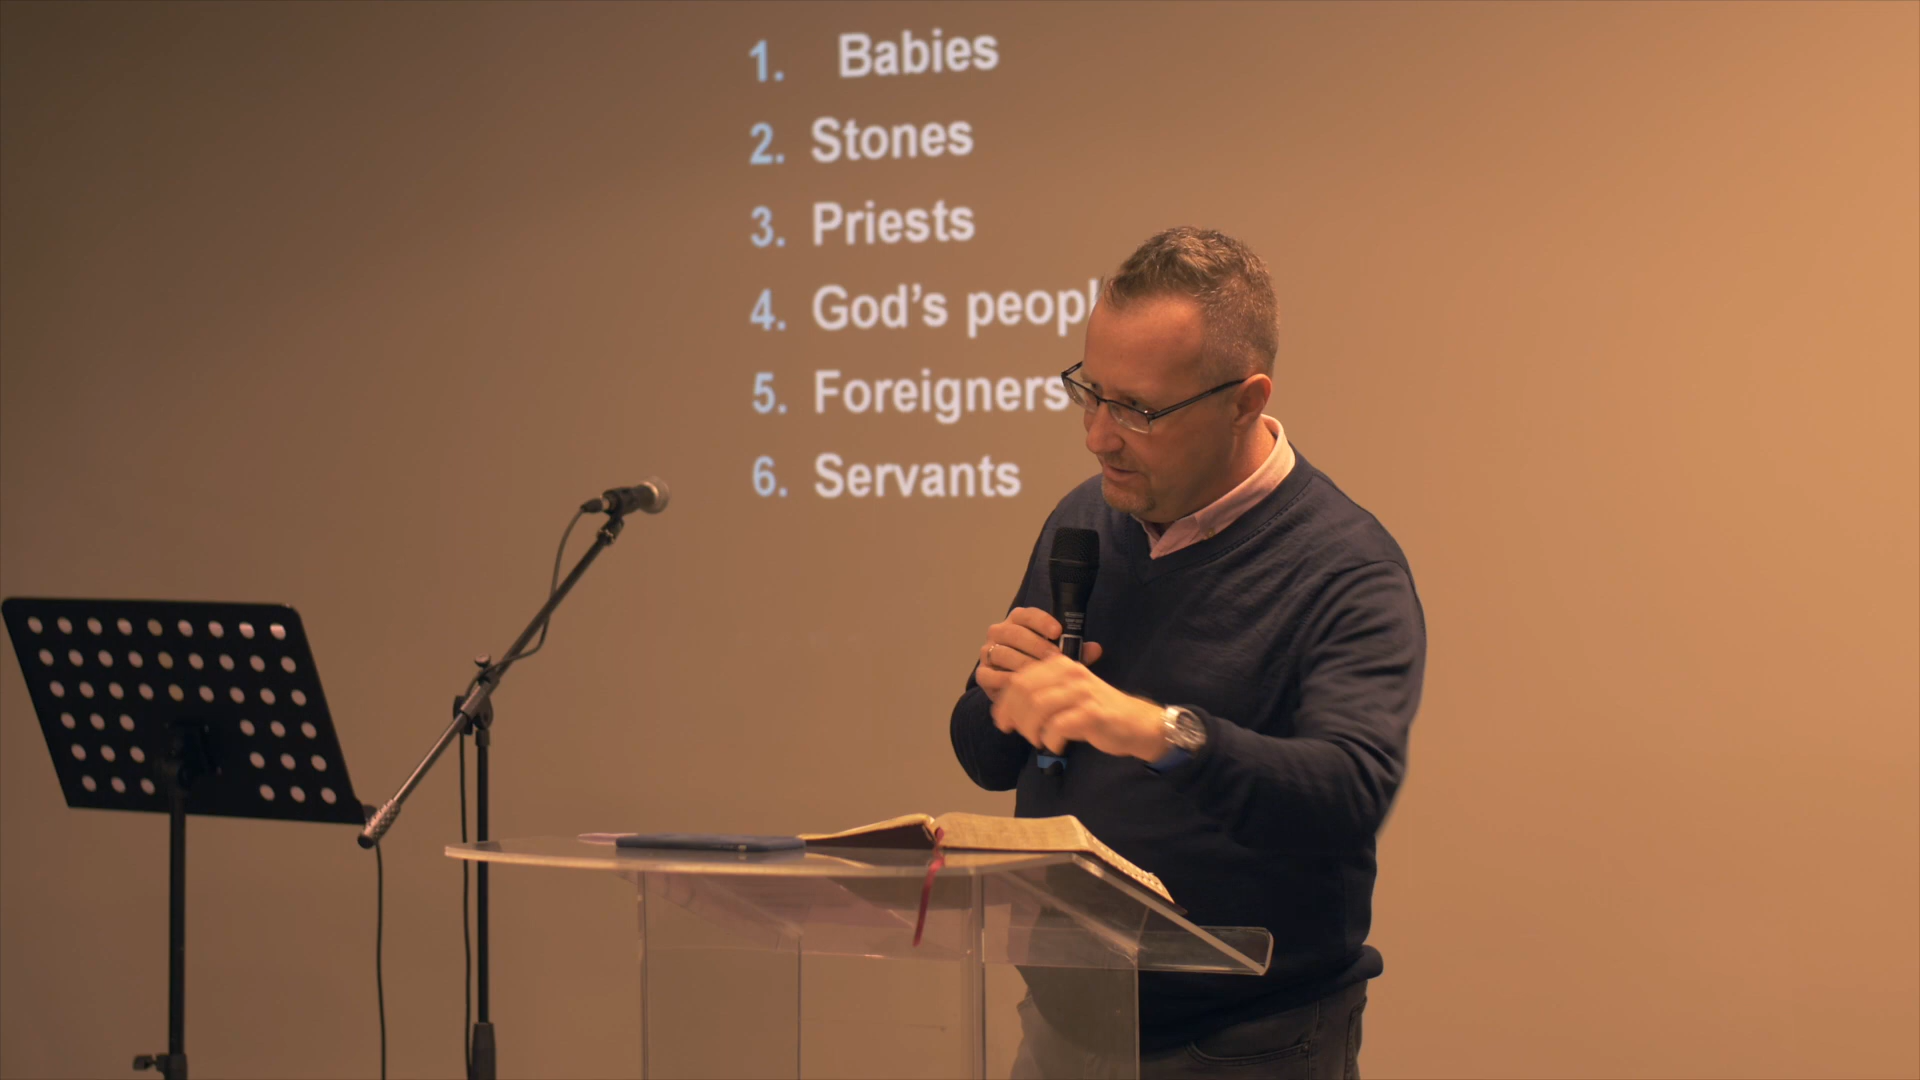 1. Babies
2. Stones
3. Priests
4. God's peopl
5. Foreigners
6. Servants